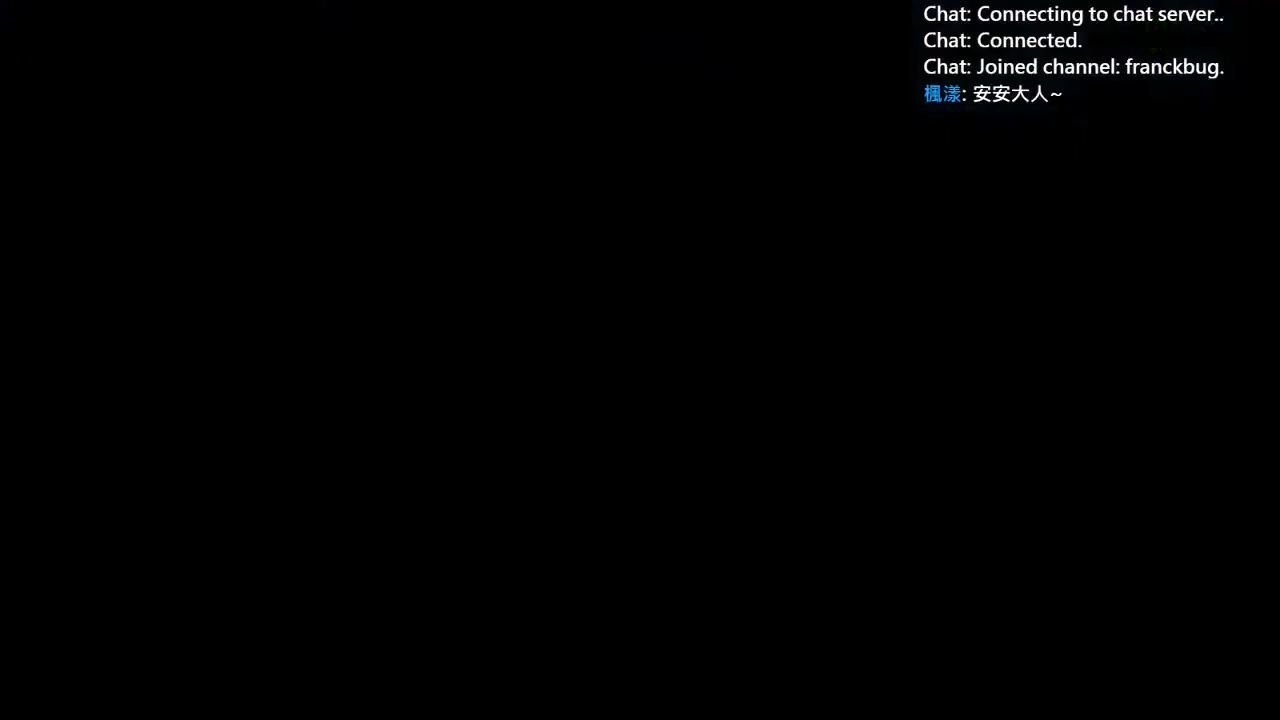 Chat: Connecting to chat server..
Chat: Connected.
Chat: Joined channel: franckbug.
楓漾: 安安大人~